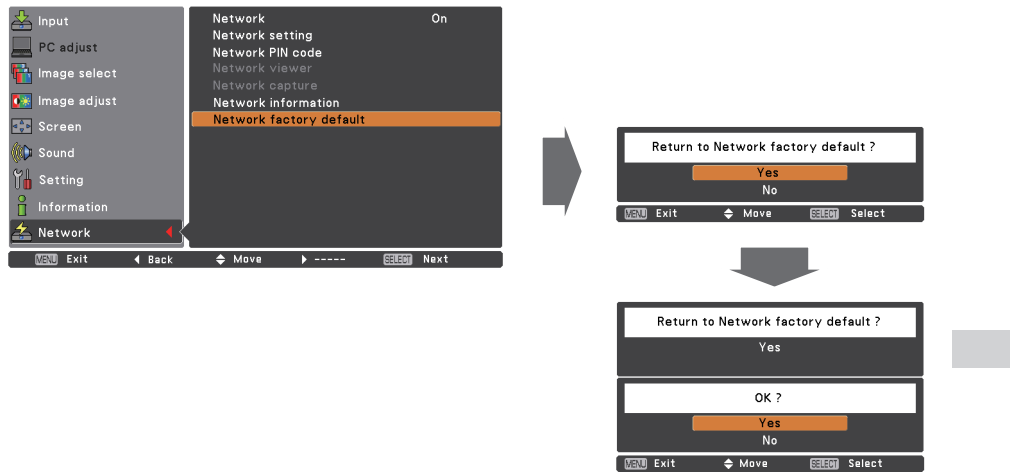 Input
PC adjust
Image select
Image adjust
Screen
Sound
Setting
Information
Network
Network On
Network setting
Network PIN code
Network viewer
Network capture
Network information
Network factory default
MENU Exit Back Move ----- SELECT Next
Return to Network factory default ?
Yes
No
MENU Exit Move SELECT Select
Return to Network factory default ?
Yes
OK ?
Yes
No
MENU Exit Move SELECT Select